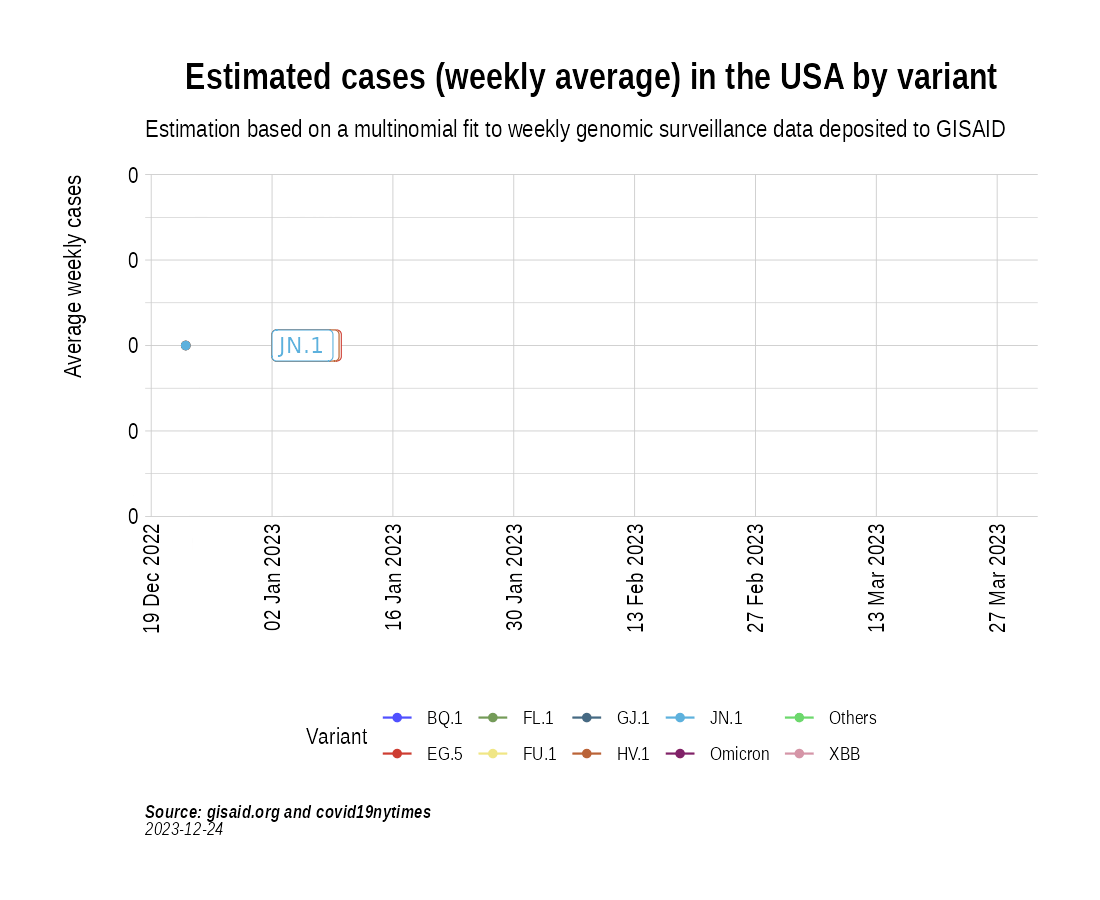 Estimated cases (weekly average) in the USA by variant
Estimation based on a multinomial fit to weekly genomic surveillance data deposited to GISAID
Average weekly cases
0
0
0
0
0
JN.1
19 Dec 2022
02 Jan 2023
16 Jan 2023
30 Jan 2023
13 Feb 2023
27 Feb 2023
13 Mar 2023
27 Mar 2023
Variant
BQ.1 FL.1 GJ.1 JN.1 Others
EG.5 FU.1 HV.1 Omicron XBB
Source: gisaid.org and covid19nytimes
2023-12-24